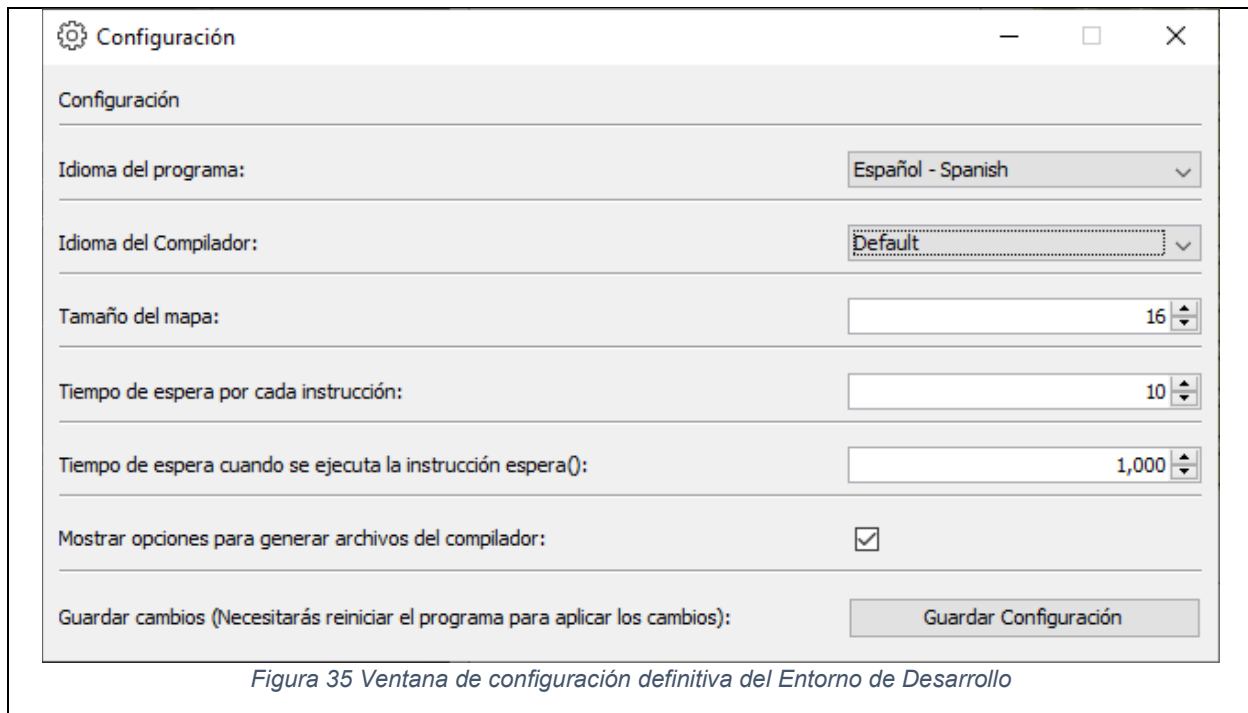 Configuración
Configuración
Idioma del programa:
Español - Spanish
Idioma del Compilador:
Default
Tamaño del mapa:
16
Tiempo de espera por cada instrucción:
10
Tiempo de espera cuando se ejecuta la instrucción espera():
1,000
Mostrar opciones para generar archivos del compilador:
Guardar cambios (Necesitarás reiniciar el programa para aplicar los cambios):
Guardar Configuración
Figura 35 Ventana de configuración definitiva del Entorno de Desarrollo